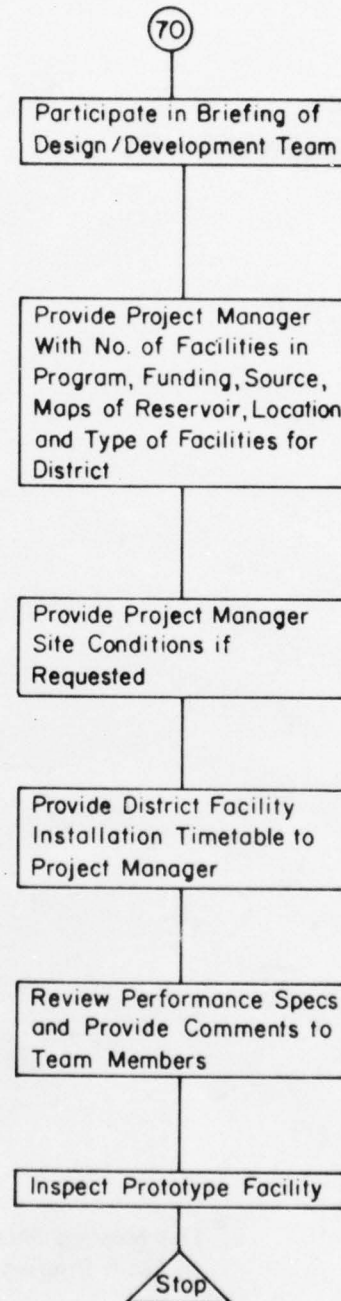 70
Participate in Briefing of
Design/Development Team
Provide Project Manager
With No. of Facilities in
Program, Funding, Source,
Maps of Reservoir, Location
and Type of Facilities for
District
Provide Project Manager
Site Conditions if
Requested
Provide District Facility
Installation Timetable to
Project Manager
Review Performance Specs
and Provide Comments to
Team Members
Inspect Prototype Facility
Stop